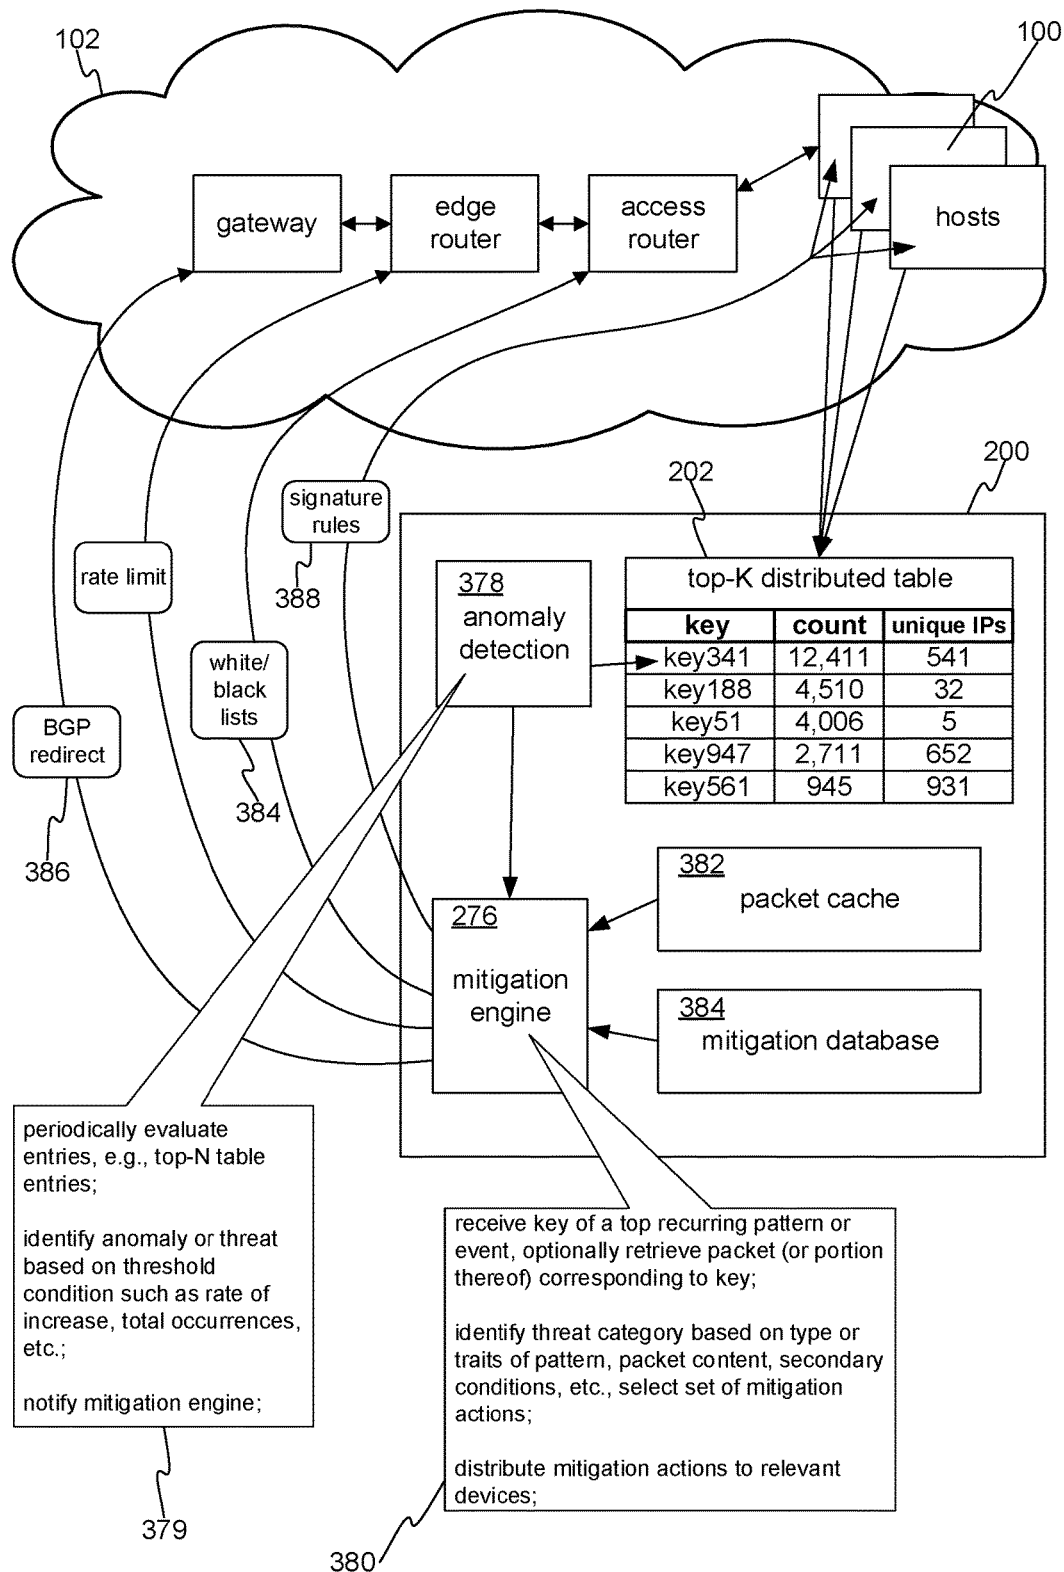 102
100
gateway
edge
router
access
router
hosts
200
202
signature
rules
388
rate limit
378
anomaly
detection
top-K distributed table
key count unique IPs
key341 12,411 541
key188 4,510 32
key51 4,006 5
key947 2,711 652
key561 945 931
white/
black
lists
384
BGP
redirect
386
382
packet cache
276
mitigation
engine
384
mitigation database
periodically evaluate
entries, e.g., top-N table
entries;
identify anomaly or threat
based on threshold
condition such as rate of
increase, total occurrences,
etc.;
notify mitigation engine;
379
receive key of a top recurring pattern or
event, optionally retrieve packet (or portion
thereof) corresponding to key;
identify threat category based on type or
traits of pattern, packet content, secondary
conditions, etc., select set of mitigation
actions;
distribute mitigation actions to relevant
devices;
380